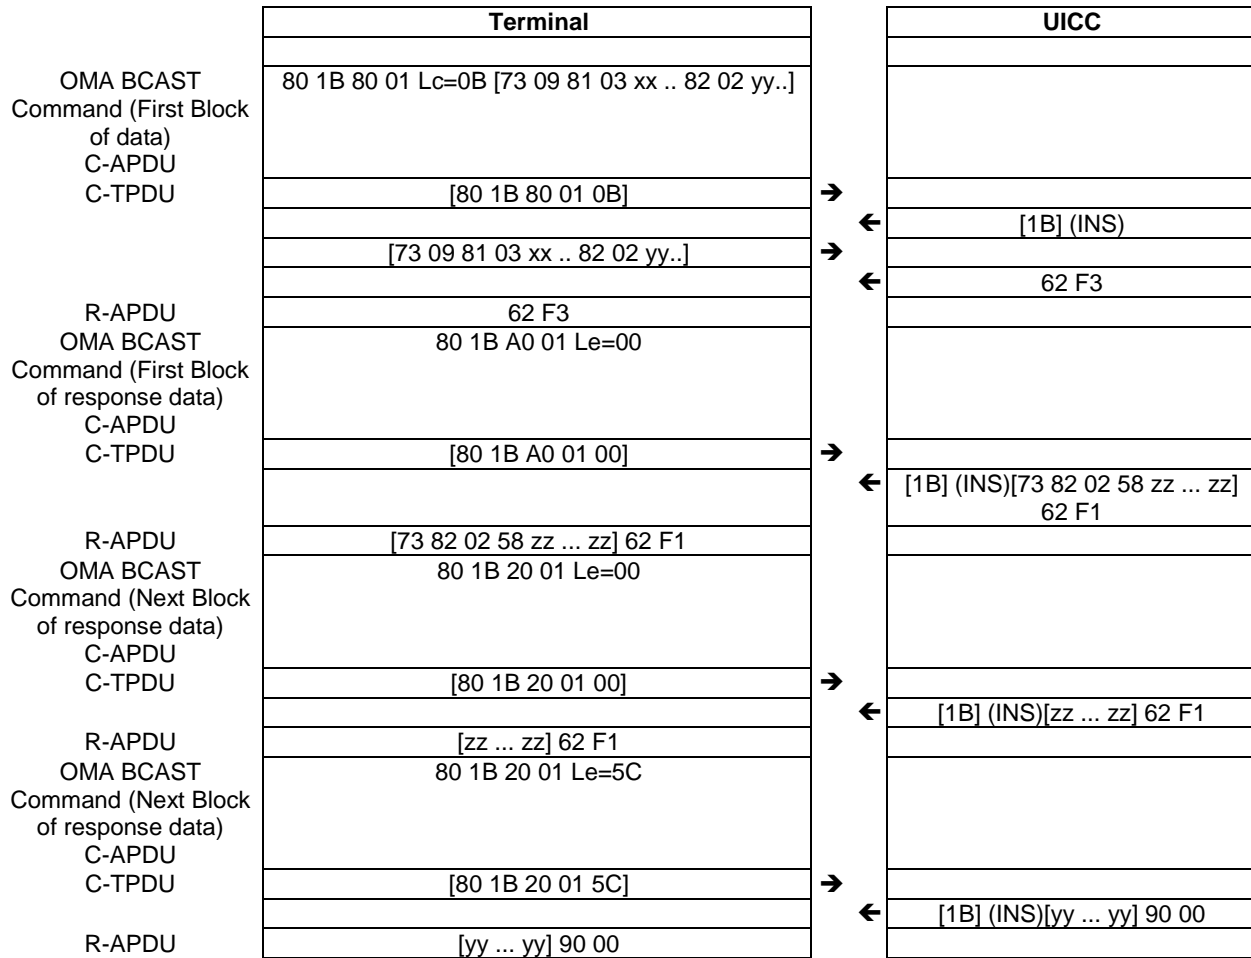 Terminal UICC
OMA BCAST 80 1B 80 01 Lc=0B [73 09 81 03 xx .. 82 02 yy..]
Command (First Block
of data)
C-APDU
C-TPDU [80 1B 80 01 0B] ➔
🡸 [1B] (INS)
[73 09 81 03 xx .. 82 02 yy..] ➔
🡸 62 F3
R-APDU 62 F3
OMA BCAST 80 1B A0 01 Le=00
Command (First Block
of response data)
C-APDU
C-TPDU [80 1B A0 01 00] ➔
🡸 [1B] (INS)[73 82 02 58 zz ... zz]
62 F1
R-APDU [73 82 02 58 zz ... zz] 62 F1
OMA BCAST 80 1B 20 01 Le=00
Command (Next Block
of response data)
C-APDU
C-TPDU [80 1B 20 01 00] ➔
🡸 [1B] (INS)[zz ... zz] 62 F1
R-APDU [zz ... zz] 62 F1
OMA BCAST 80 1B 20 01 Le=5C
Command (Next Block
of response data)
C-APDU
C-TPDU [80 1B 20 01 5C] ➔
🡸 [1B] (INS)[yy ... yy] 90 00
R-APDU [yy ... yy] 90 00